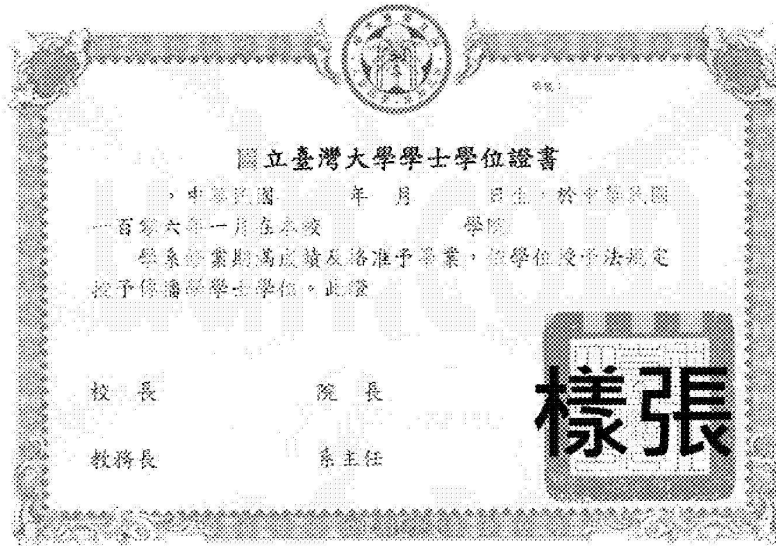 國立臺灣大學學士學位證書
,中華民國 年 月 日生,於中華民國
一百零六年一月在本校 學院
學系修業期滿成績及格准予畢業,依學位授予法規定
授予 學學士學位。此證
校 長 院 長
樣張
教務長 系主任